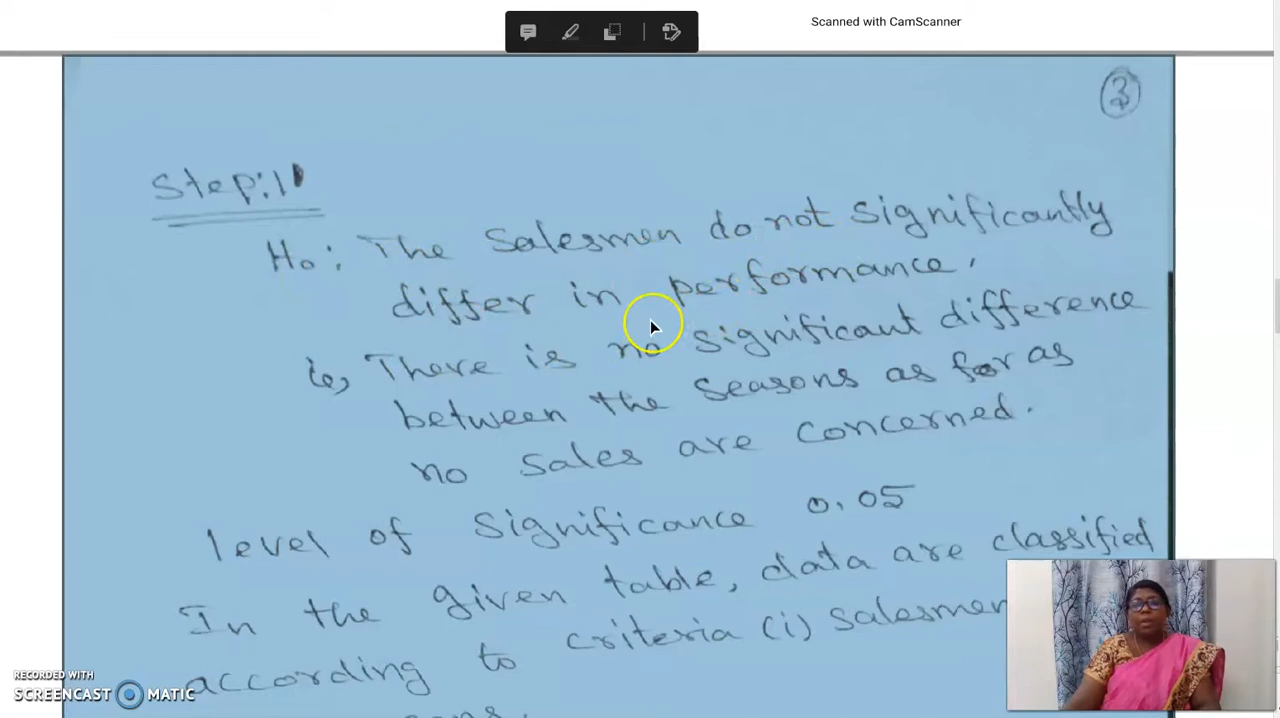 Scanned with CamScanner
3
Step:1
H0: The Salesmen do not significantly
differ in performance.
ie, There is no significant difference
between the seasons as far as
no sales are concerned.
level of significance 0.05
In the given table, data are classified
according to criteria (i) salesmen
RECORDED WITH
SCREENCAST MATIC